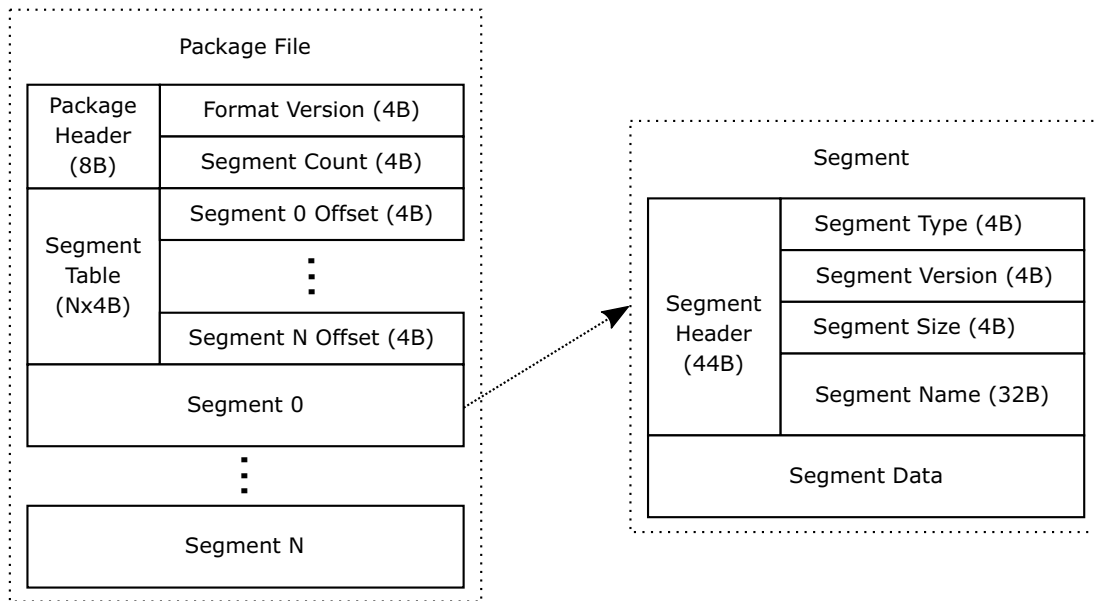 Package File
Package
Header
(8B)
Format Version (4B)
Segment Count (4B)
Segment
Table
(Nx4B)
Segment 0 Offset (4B)
Segment N Offset (4B)
Segment 0
Segment N
Segment
Segment
Header
(44B)
Segment Type (4B)
Segment Version (4B)
Segment Size (4B)
Segment Name (32B)
Segment Data